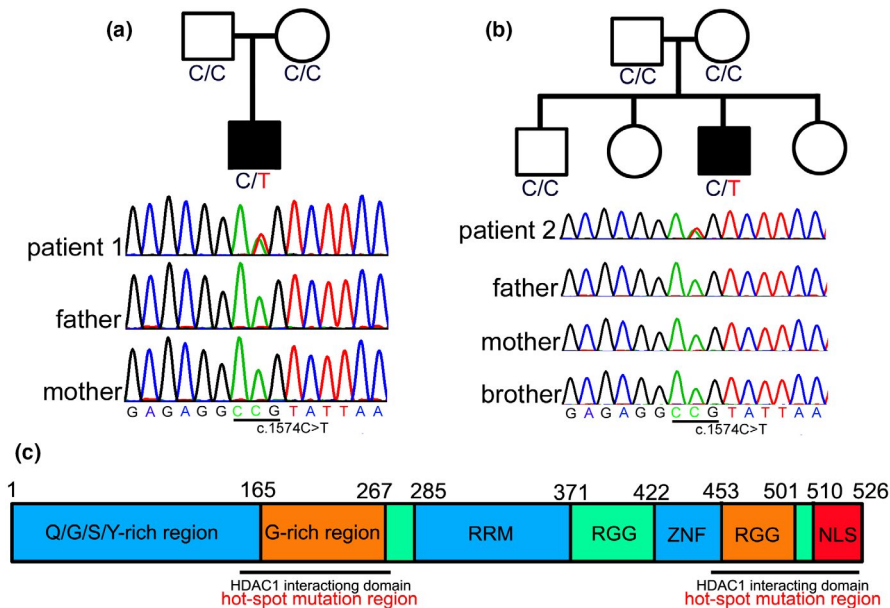 (a)
C/C C/C
C/T
patient 1
father
mother
G A G A G G C C G T A T T A A
c.1574C>T
(b)
C/C C/C
C/C C/T
patient 2
father
mother
brother
G A G A G G C C G T A T T A A
c.1574C>T
(c)
1 165 267 285 371 422 453 501 510 526
Q/G/S/Y-rich region G-rich region RRM RGG ZNF RGG NLS
HDAC1 interactiong domain HDAC1 interacting domain
hot-spot mutation region hot-spot mutation region